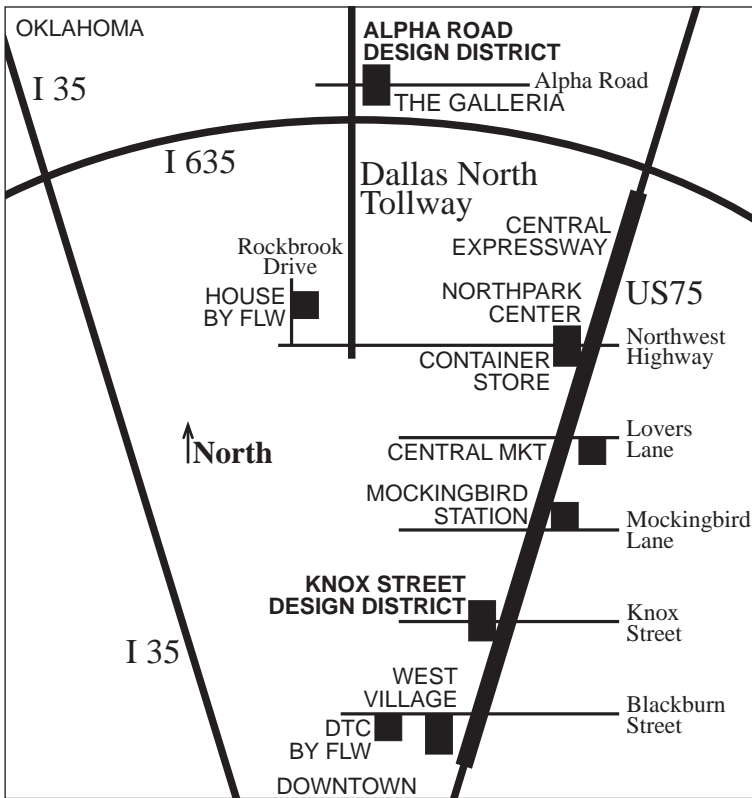 OKLAHOMA
ALPHA ROAD
DESIGN DISTRICT
I 35
Alpha Road
THE GALLERIA
I 635
Dallas North
Tollway
CENTRAL
EXPRESSWAY
Rockbrook
Drive
HOUSE
BY FLW
NORTHPARK
CENTER
US75
Northwest
Highway
CONTAINER
STORE
North
CENTRAL MKT
Lovers
Lane
MOCKINGBIRD
STATION
Mockingbird
Lane
KNOX STREET
DESIGN DISTRICT
Knox
Street
I 35
WEST
VILLAGE
Blackburn
Street
DTC
BY FLW
DOWNTOWN